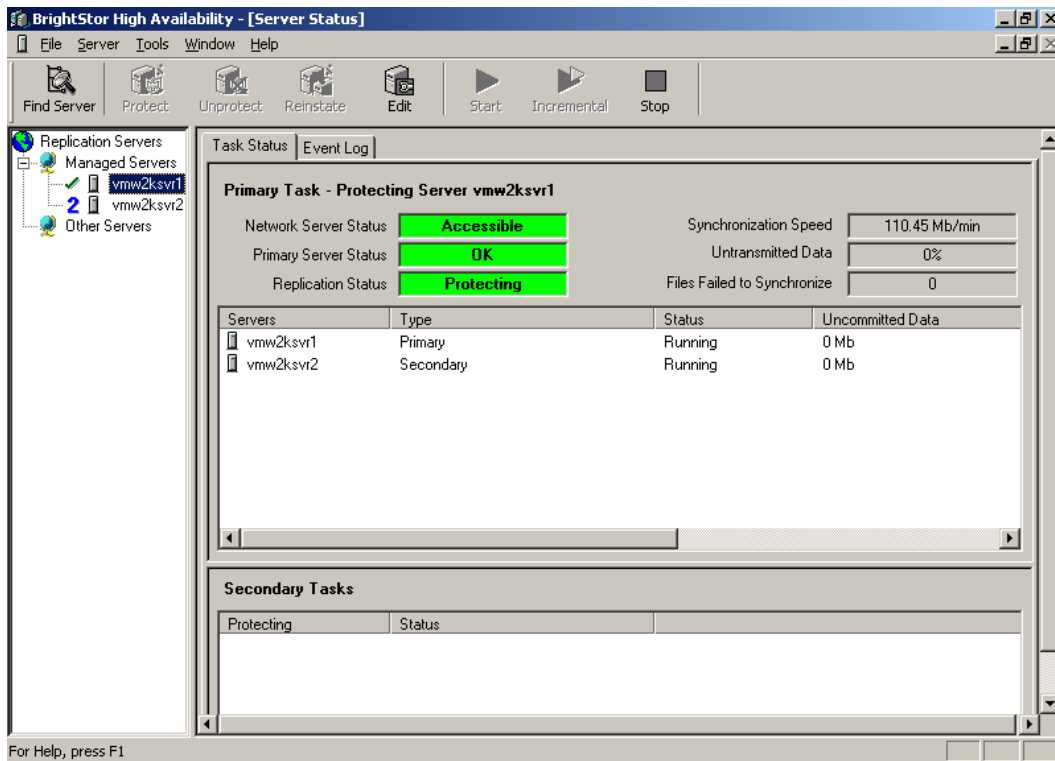 BrightStor High Availability - [Server Status]
File Server Tools Window Help
Find Server Protect Unprotect Reinstate Edit Start Incremental Stop
Replication Servers
Managed Servers
vmw2ksvr1
2 vmw2ksvr2
Other Servers
Task Status Event Log
Primary Task - Protecting Server vmw2ksvr1
Network Server Status Accessible Synchronization Speed 110.45 Mb/min
Primary Server Status OK Untransmitted Data 0%
Replication Status Protecting Files Failed to Synchronize 0
Servers Type Status Uncommitted Data
vmw2ksvr1 Primary Running 0 Mb
vmw2ksvr2 Secondary Running 0 Mb
Secondary Tasks
Protecting Status
For Help, press F1